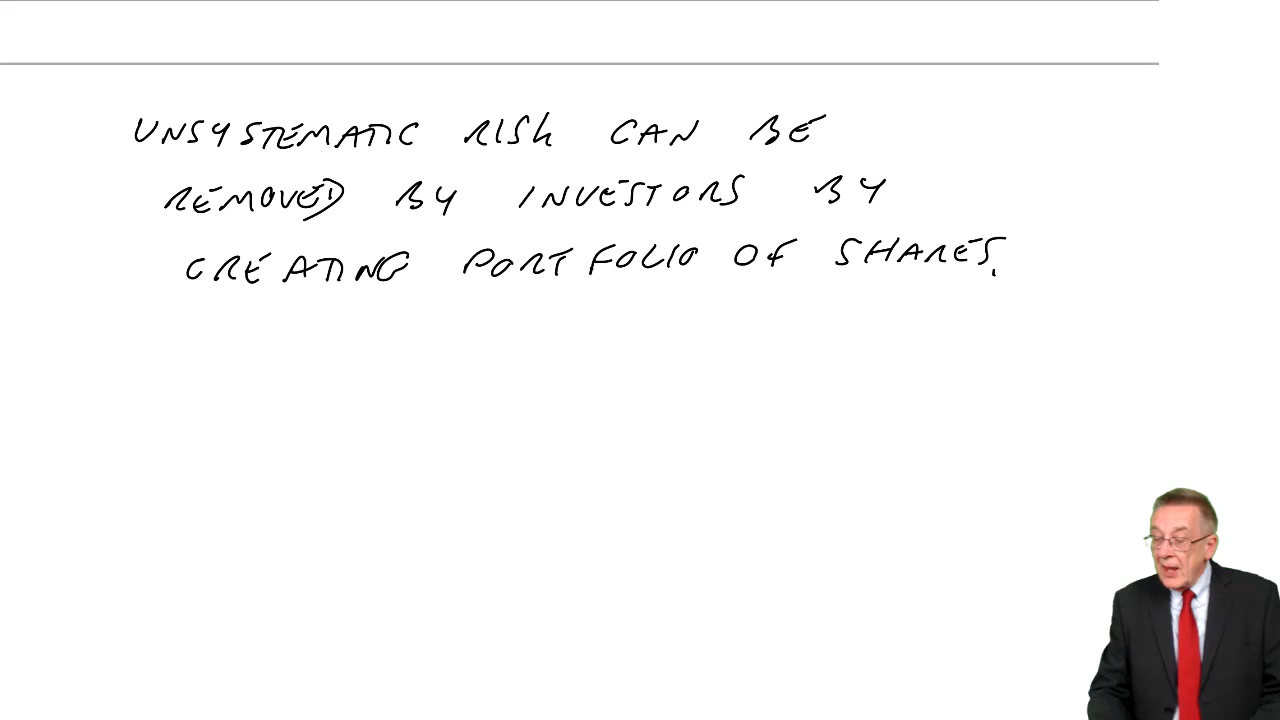 UNSYSTEMATIC RISK CAN BE
REMOVED BY INVESTORS BY
CREATING PORTFOLIO OF SHARES.